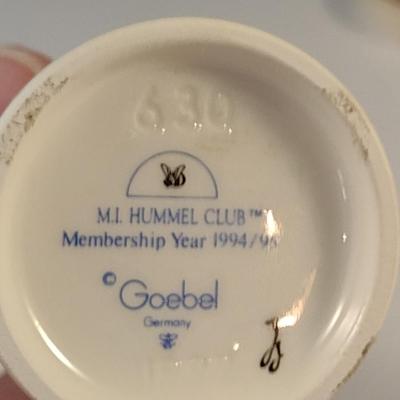 630
M.I. HUMMEL CLUB™
Membership Year 1994/95
© Goebel
Germany